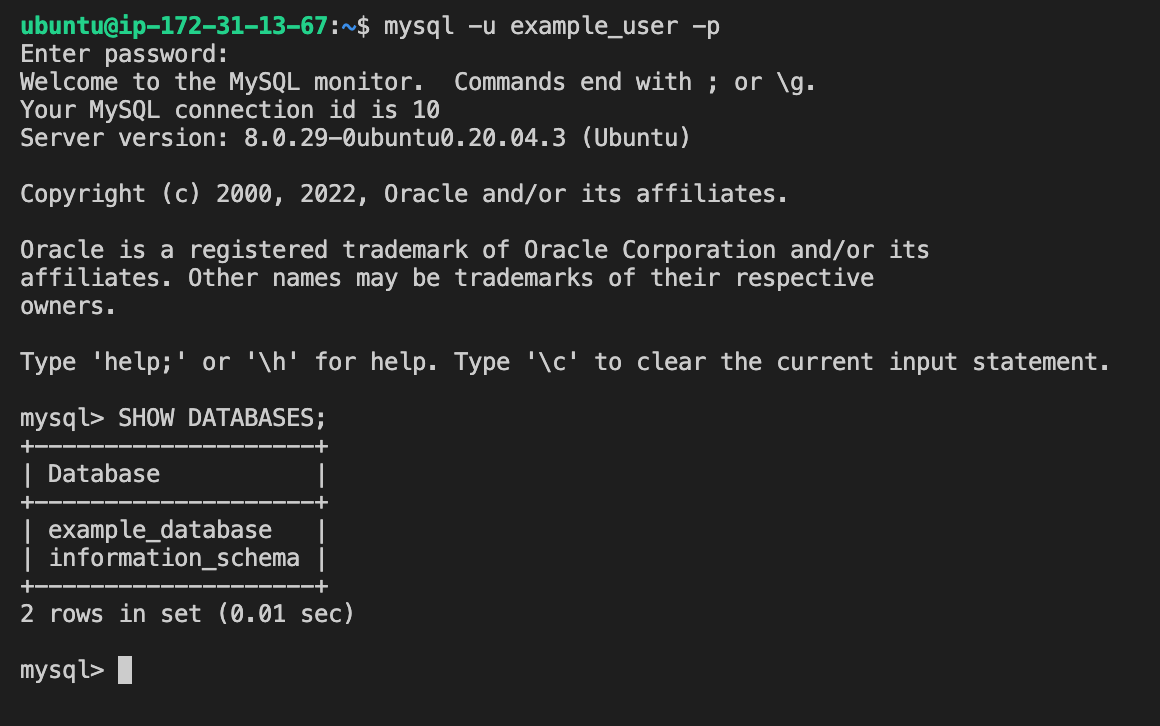 ubuntu@ip-172-31-13-67:~$ mysql -u example_user -p
Enter password:
Welcome to the MySQL monitor.  Commands end with ; or \g.
Your MySQL connection id is 10
Server version: 8.0.29-0ubuntu0.20.04.3 (Ubuntu)

Copyright (c) 2000, 2022, Oracle and/or its affiliates.

Oracle is a registered trademark of Oracle Corporation and/or its
affiliates. Other names may be trademarks of their respective
owners.

Type 'help;' or '\h' for help. Type '\c' to clear the current input statement.

mysql> SHOW DATABASES;
+--------------------+
| Database           |
+--------------------+
| example_database   |
| information_schema |
+--------------------+
2 rows in set (0.01 sec)

mysql>